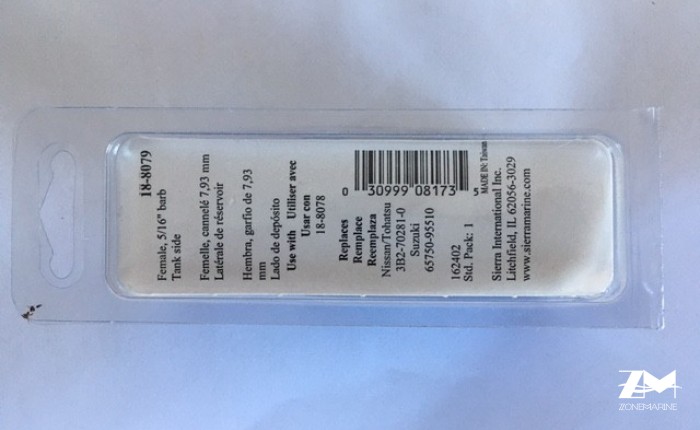 18-8079
Female, 5/16" barb
Tank side
Femelle, cannelé 7,93 mm
Latérale de réservoir
Hembra, garfio de 7,93
mm
Lado de depósito
Use with Utiliser avec
Usar con
18-8078
0 30999 08173 5
Replaces
Remplace
Reemplaza
Nissan/Tohatsu
3B2-70281-0
Suzuki
65750-95510
162402
Std. Pack: 1
MADE IN: Taiwan
Sierra International Inc.
Litchfield, IL 62056-3029
www.sierramarine.com
ZM
ZONEMARINE